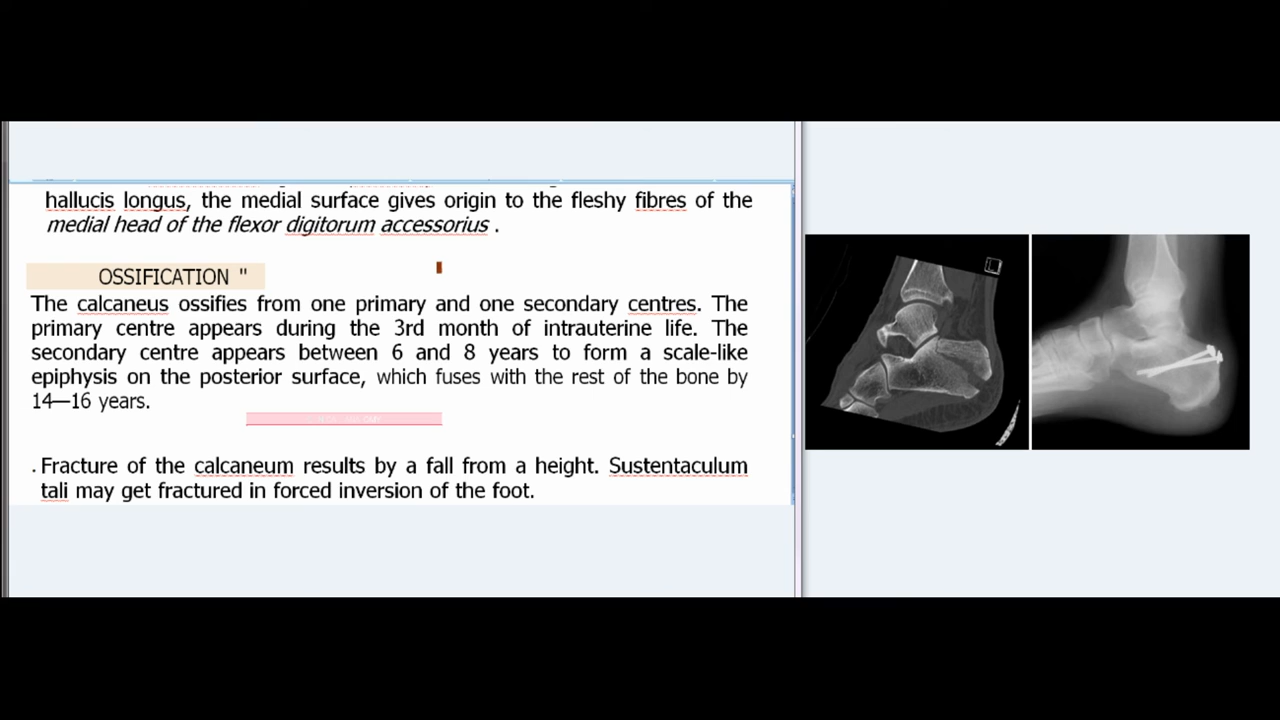 hallucis longus, the medial surface gives origin to the fleshy fibres of the
medial head of the flexor digitorum accessorius .
OSSIFICATION "
The calcaneus ossifies from one primary and one secondary centres. The
primary centre appears during the 3rd month of intrauterine life. The
secondary centre appears between 6 and 8 years to form a scale-like
epiphysis on the posterior surface, which fuses with the rest of the bone by
14—16 years.
. Fracture of the calcaneum results by a fall from a height. Sustentaculum
tali may get fractured in forced inversion of the foot.